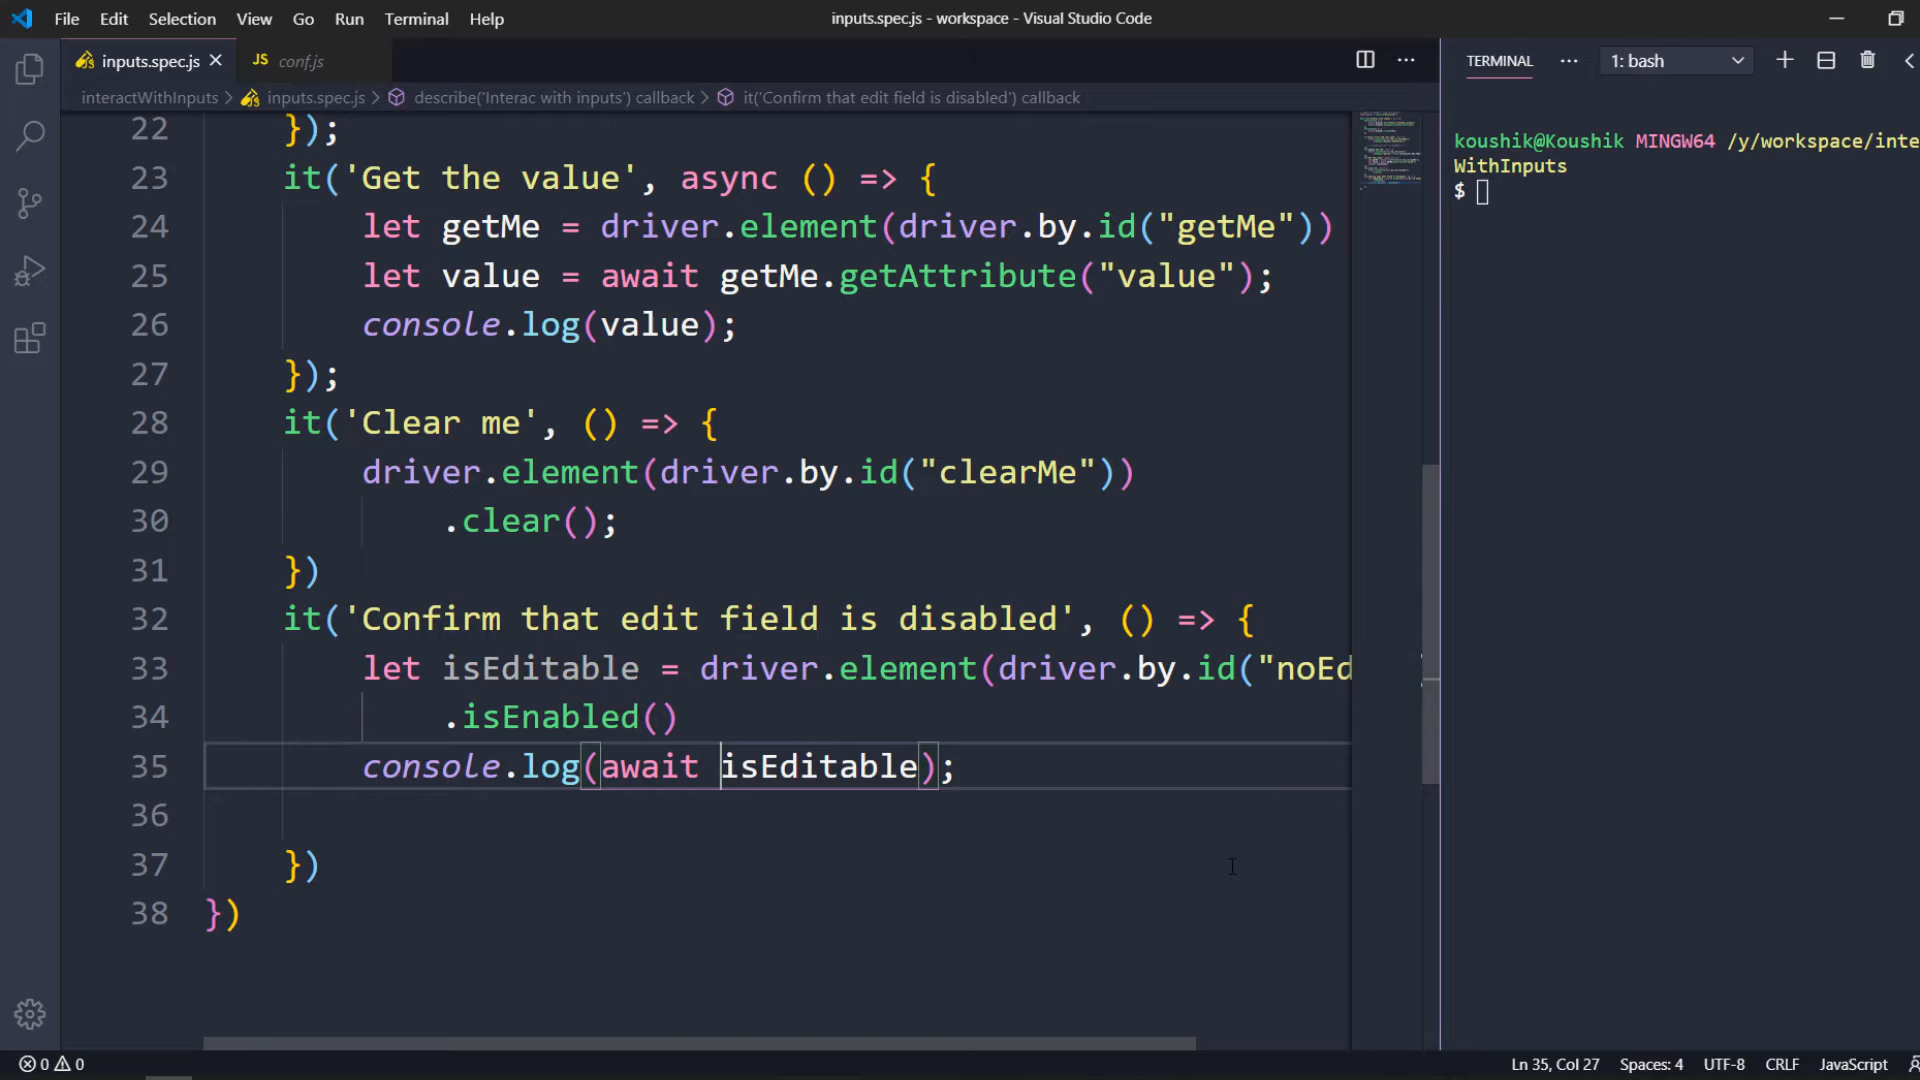 File Edit Selection View Go Run Terminal Help
inputs.spec.js - workspace - Visual Studio Code
inputs.spec.js
JS conf.js
interactWithInputs > inputs.spec.js > describe('Interac with inputs') callback > it('Confirm that edit field is disabled') callback
22 });
23 it('Get the value', async () => {
24 let getMe = driver.element(driver.by.id("getMe"))
25 let value = await getMe.getAttribute("value");
26 console.log(value);
27 });
28 it('Clear me', () => {
29 driver.element(driver.by.id("clearMe"))
30 .clear();
31 })
32 it('Confirm that edit field is disabled', () => {
33 let isEditable = driver.element(driver.by.id("noEd
34 .isEnabled()
35 console.log(await isEditable);
36
37 })
38 })
TERMINAL
1: bash
koushik@Koushik MINGW64 /y/workspace/inte
WithInputs
$
0 0
Ln 35, Col 27 Spaces: 4 UTF-8 CRLF JavaScript